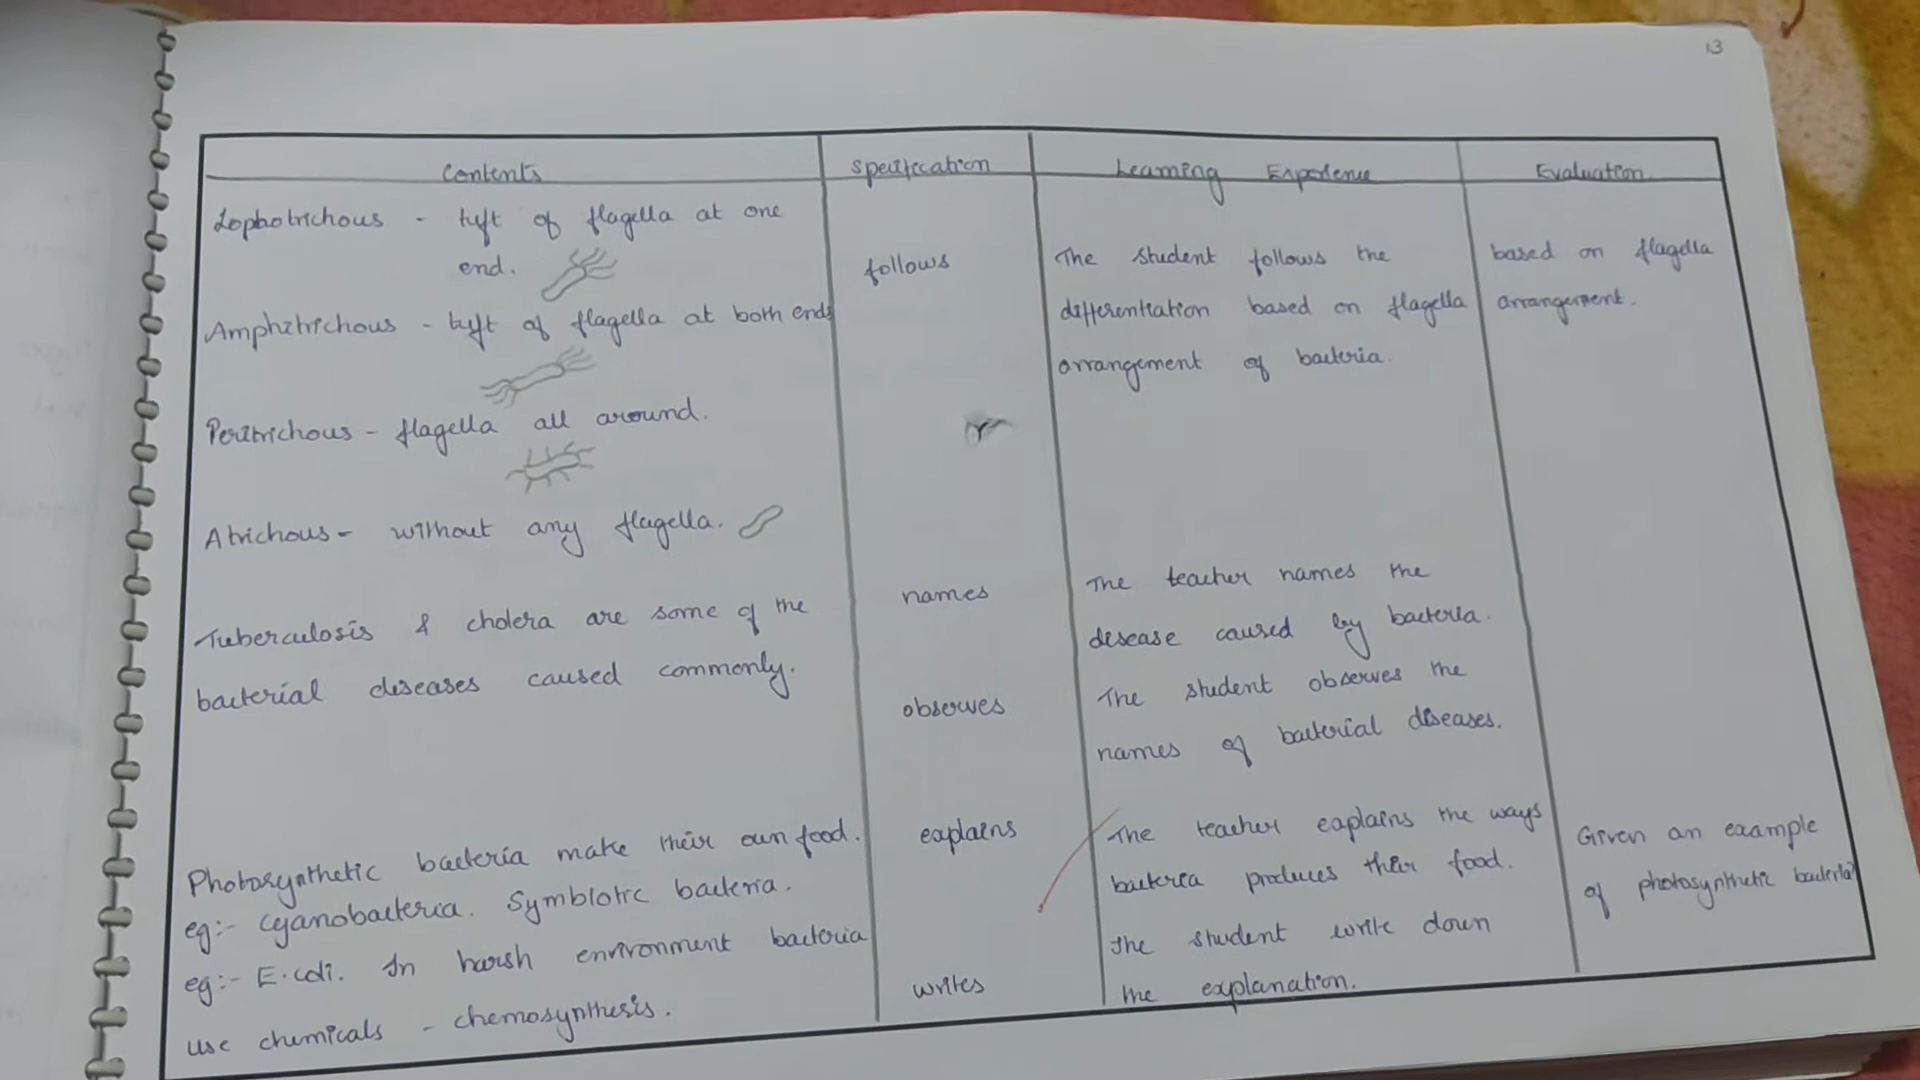 13
Contents
Lophotrichous - tuft of flagella at one
end.
Amphitrichous - tuft of flagella at both ends
Peritrichous - flagella all around.
Atrichous - without any flagella.
Tuberculosis & cholera are some of the
bacterial diseases caused commonly.
Photosynthetic bacteria make their own food.
eg:- cyanobacteria. Symbiotic bacteria.
eg:- E.coli. In harsh environment bacteria
use chemicals - chemosynthesis.
Specification
follows
names
observes
explains
writes
Learning Experience
The student follows the
differentiation based on flagella
arrangement of bacteria.
The teacher names the
disease caused by bacteria.
The student observes the
names of bacterial diseases.
The teacher explains the ways
bacteria produces their food.
The student write down
the explanation.
Evaluation
based on flagella
arrangement.
Given an example
of photosynthetic bacteria?